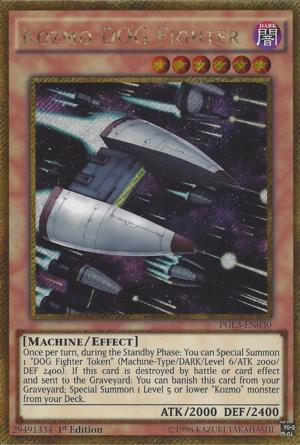 Kozmo DOG Fighter
DARK
闇
PGL3-EN030
[Machine/Effect]
Once per turn, during the Standby Phase: You can Special Summon
1 "DOG Fighter Token" (Machine-Type/DARK/Level 6/ATK 2000/
DEF 2400). If this card is destroyed by battle or card
effect and sent to the Graveyard: You can banish this card from
your Graveyard; Special Summon 1 Level 5 or lower "Kozmo" monster
from your Deck.
ATK/2000 DEF/2400
29491334 1st Edition
©1996 KAZUKI TAKAHASHI